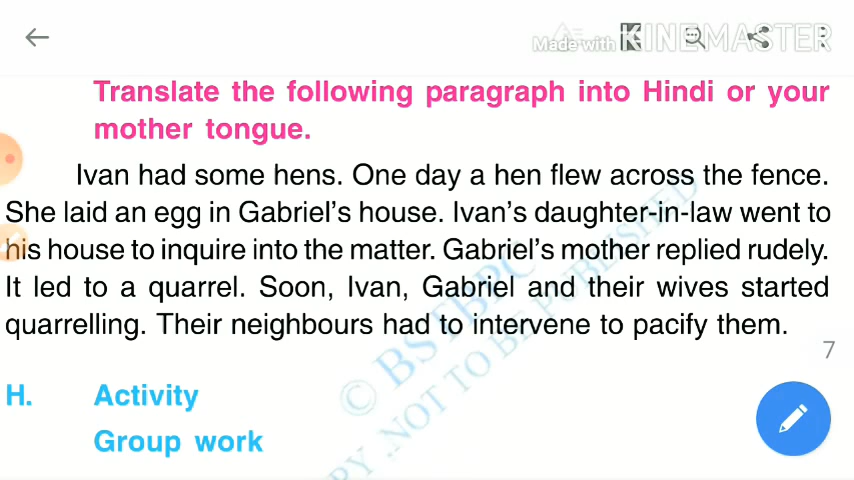 Made with KINEMASTER
Translate the following paragraph into Hindi or your
mother tongue.
Ivan had some hens. One day a hen flew across the fence.
She laid an egg in Gabriel's house. Ivan's daughter-in-law went to
his house to inquire into the matter. Gabriel's mother replied rudely.
It led to a quarrel. Soon, Ivan, Gabriel and their wives started
quarrelling. Their neighbours had to intervene to pacify them.
7
H. Activity
Group work
© BSTBPC
PY, NOT TO BE PUBLISHED